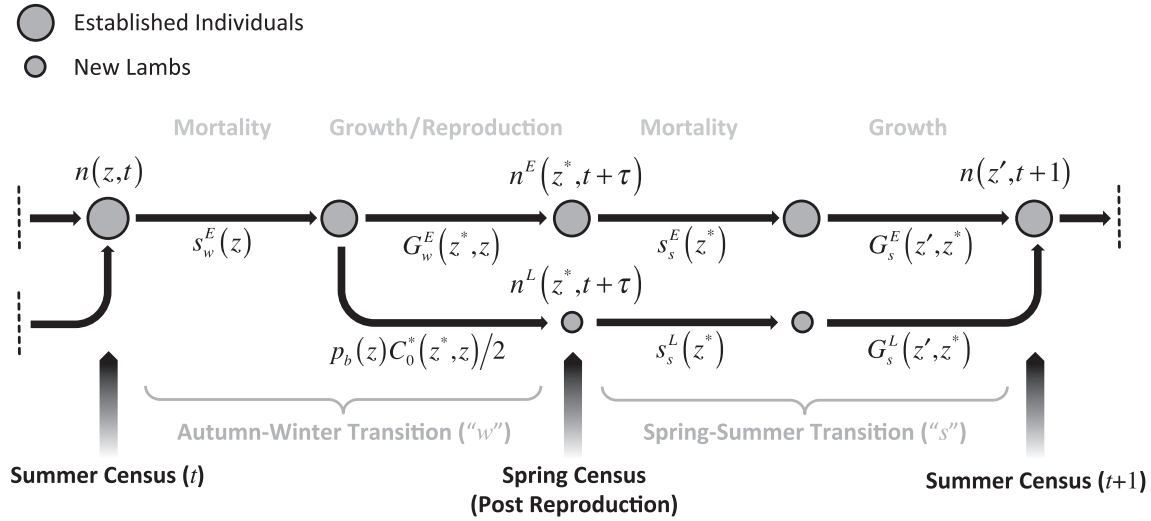 Established Individuals
New Lambs
Mortality Growth/Reproduction Mortality Growth
n(z,t) n^E(z^*,t+τ) n(z′,t+1)
s_w^E(z) G_w^E(z^*,z) s_s^E(z^*) G_s^E(z′,z^*)
n^L(z^*,t+τ)
p_b(z)C_0^*(z^*,z)/2 s_s^L(z^*) G_s^L(z′,z^*)
Autumn-Winter Transition (“w”) Spring-Summer Transition (“s”)
Summer Census (t) Spring Census Summer Census (t+1)
(Post Reproduction)